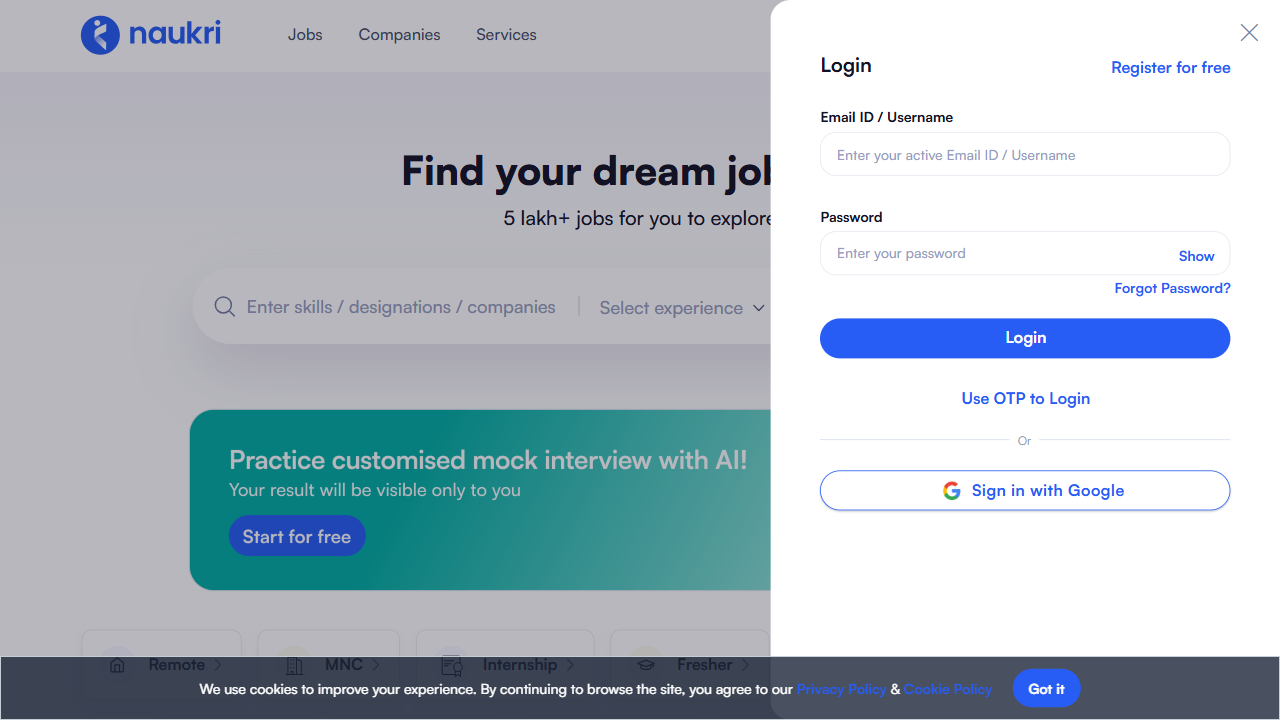 naukri
Jobs
Companies
Services
Find your dream
5 lakh+ jobs for you to explore
Enter skills / designations / companies
Select experience
Practice customised mock interview with AI!
Your result will be visible only to you
Start for free
Remote
MNC
Internship
Fresher
Login
Register for free
Email ID / Username
Enter your active Email ID / Username
Password
Enter your password
Show
Forgot Password?
Login
Use OTP to Login
Or
Sign in with Google
We use cookies to improve your experience. By continuing to browse the site, you agree to our Privacy Policy & Cookie Policy
Got it